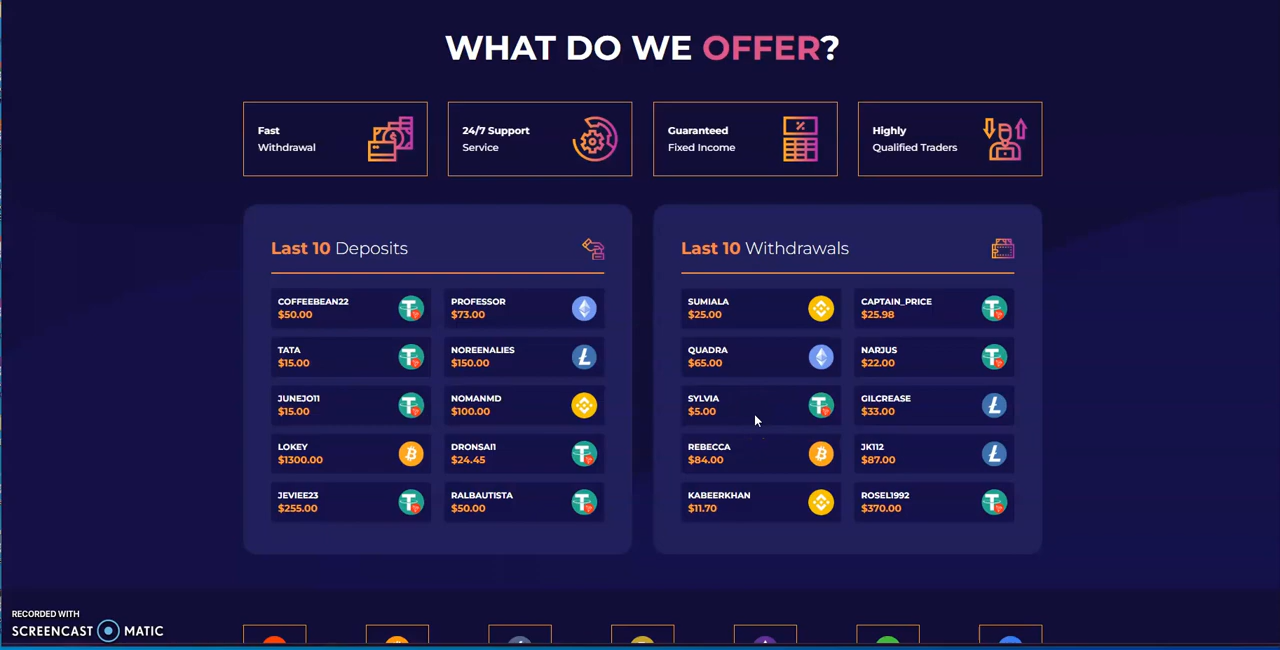 WHAT DO WE OFFER?
Fast
Withdrawal
24/7 Support
Service
Guaranteed
Fixed Income
Highly
Qualified Traders
Last 10 Deposits
COFFEEBEAN22
$50.00
PROFESSOR
$73.00
TATA
$15.00
NOREENALIES
$150.00
JUNEJO11
$15.00
NOMANMD
$100.00
LOKEY
$1300.00
DRONSAI1
$24.45
JEVIEE23
$255.00
RALBAUTISTA
$50.00
Last 10 Withdrawals
SUMIALA
$25.00
CAPTAIN_PRICE
$25.98
QUADRA
$65.00
NARJUS
$22.00
SYLVIA
$5.00
GILCREASE
$33.00
REBECCA
$84.00
JK112
$87.00
KABEERKHAN
$11.70
ROSEL1992
$370.00
RECORDED WITH
SCREENCAST MATIC